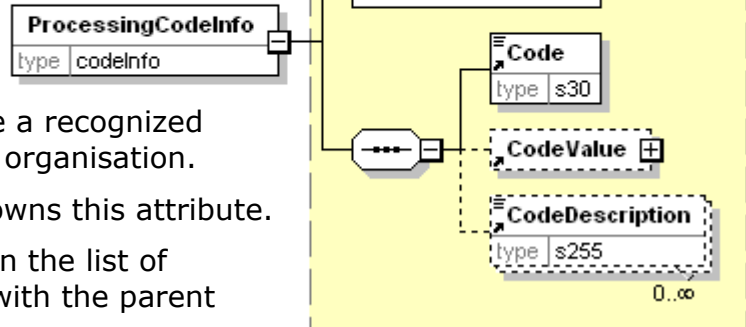 ProcessingCodeInfo
type codeInfo
Code
type s30
e a recognized
organisation.
CodeValue
owns this attribute.
CodeDescription
type s255
n the list of
with the parent
0..∞